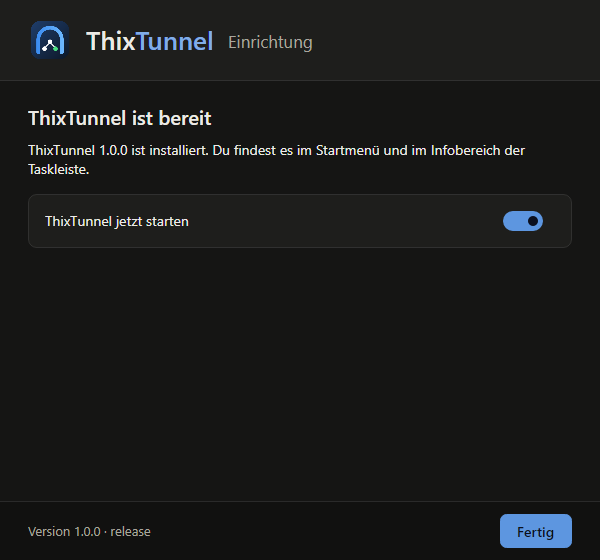 ThixTunnel Einrichtung
ThixTunnel ist bereit
ThixTunnel 1.0.0 ist installiert. Du findest es im Startmenü und im Infobereich der
Taskleiste.
ThixTunnel jetzt starten
Version 1.0.0 · release
Fertig